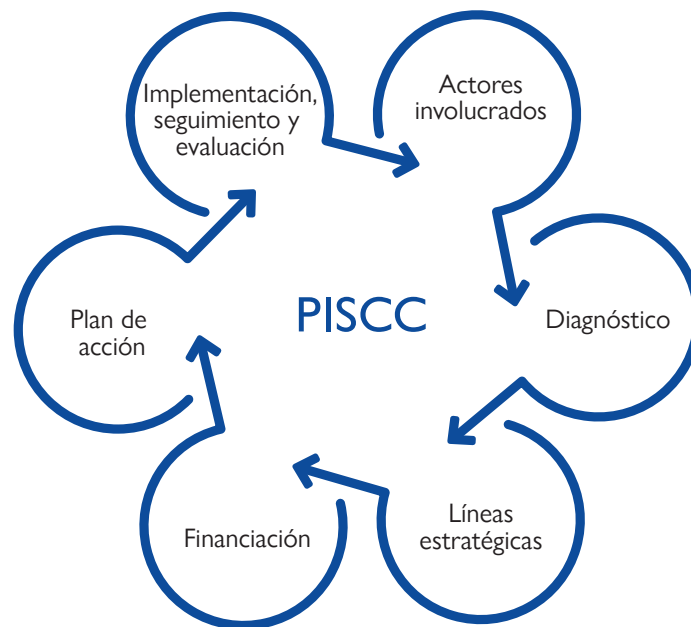 Implementación,
seguimiento y
evaluación
Actores
involucrados
Plan de
acción
PISCC
Diagnóstico
Financiación
Líneas
estratégicas